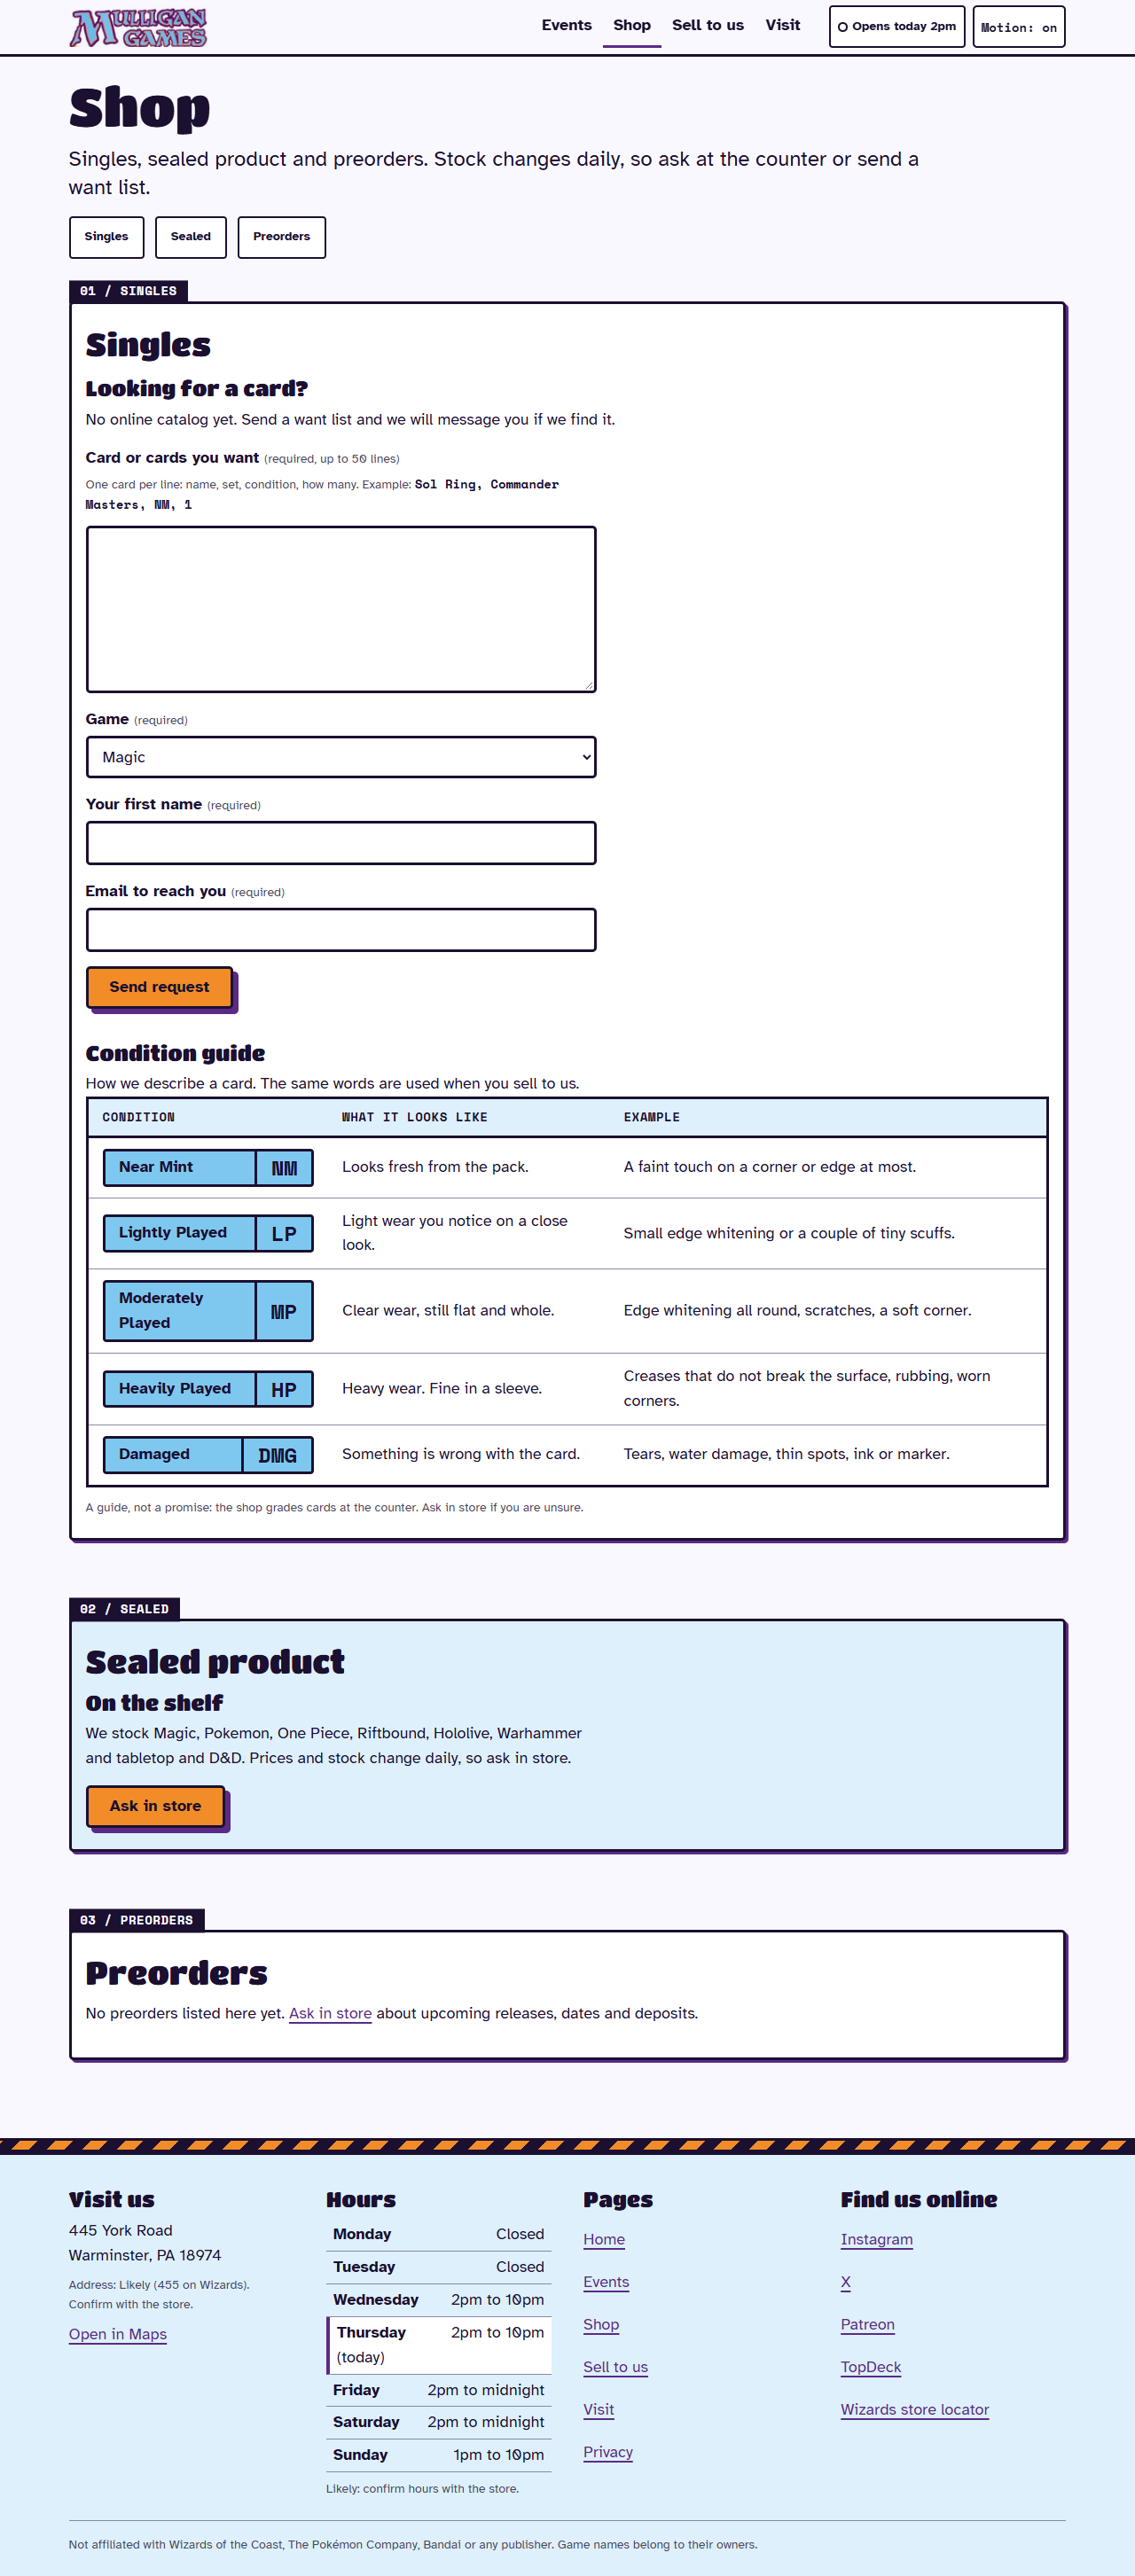 MULLIGAN
GAMES
Events Shop Sell to us Visit
Opens today 2pm
Motion: on
Shop
Singles, sealed product and preorders. Stock changes daily, so ask at the counter or send a
want list.
Singles Sealed Preorders
01 / SINGLES
Singles
Looking for a card?
No online catalog yet. Send a want list and we will message you if we find it.
Card or cards you want (required, up to 50 lines)
One card per line: name, set, condition, how many. Example: Sol Ring, Commander
Masters, NM, 1
Game (required)
Magic
Your first name (required)
Email to reach you (required)
Send request
Condition guide
How we describe a card. The same words are used when you sell to us.
CONDITION WHAT IT LOOKS LIKE EXAMPLE
Near Mint NM Looks fresh from the pack. A faint touch on a corner or edge at most.
Lightly Played LP Light wear you notice on a close
look. Small edge whitening or a couple of tiny scuffs.
Moderately
Played MP Clear wear, still flat and whole. Edge whitening all round, scratches, a soft corner.
Heavily Played HP Heavy wear. Fine in a sleeve. Creases that do not break the surface, rubbing, worn
corners.
Damaged DMG Something is wrong with the card. Tears, water damage, thin spots, ink or marker.
A guide, not a promise: the shop grades cards at the counter. Ask in store if you are unsure.
02 / SEALED
Sealed product
On the shelf
We stock Magic, Pokemon, One Piece, Riftbound, Hololive, Warhammer
and tabletop and D&D. Prices and stock change daily, so ask in store.
Ask in store
03 / PREORDERS
Preorders
No preorders listed here yet. Ask in store about upcoming releases, dates and deposits.
Visit us
445 York Road
Warminster, PA 18974
Address: Likely (455 on Wizards).
Confirm with the store.
Open in Maps
Hours
Monday Closed
Tuesday Closed
Wednesday 2pm to 10pm
Thursday 2pm to 10pm
(today)
Friday 2pm to midnight
Saturday 2pm to midnight
Sunday 1pm to 10pm
Likely: confirm hours with the store.
Pages
Home
Events
Shop
Sell to us
Visit
Privacy
Find us online
Instagram
X
Patreon
TopDeck
Wizards store locator
Not affiliated with Wizards of the Coast, The Pokémon Company, Bandai or any publisher. Game names belong to their owners.